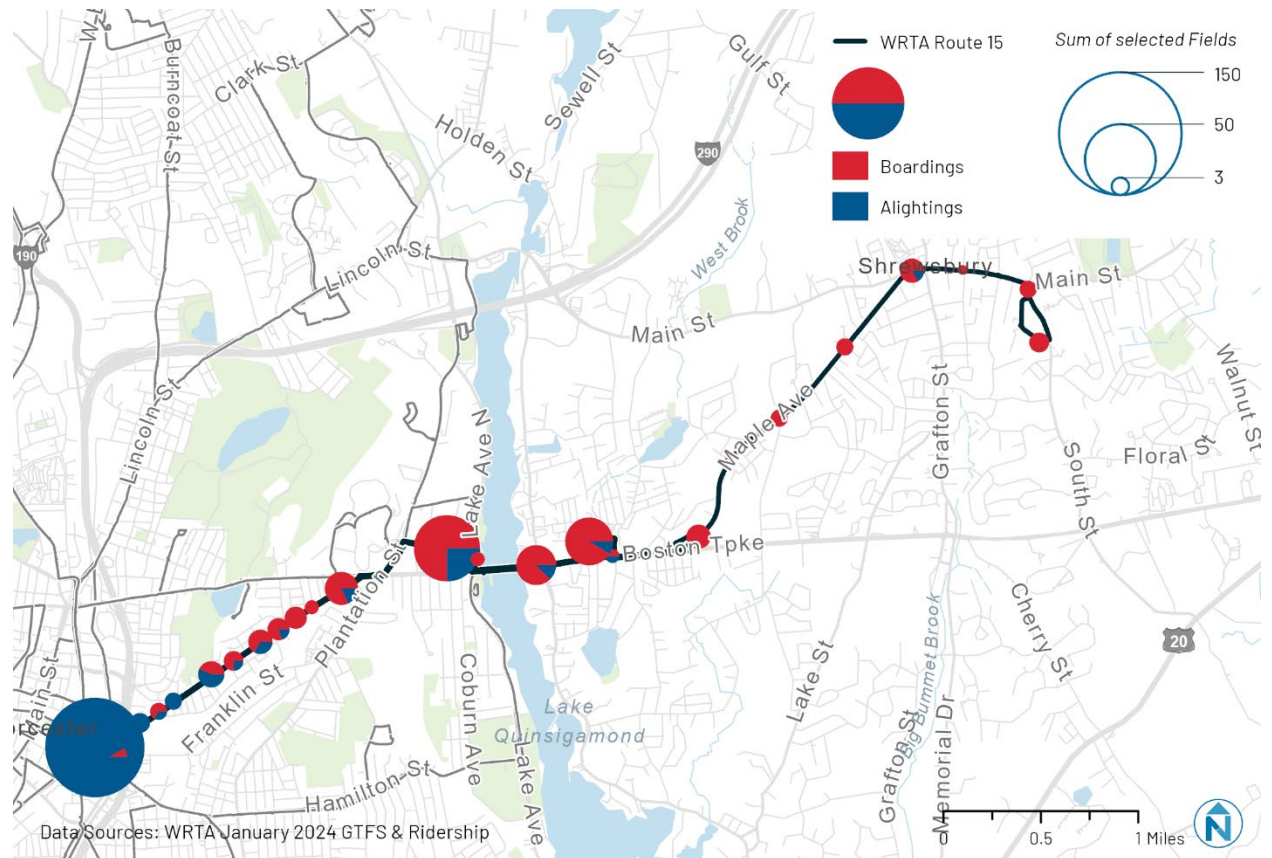 WRTA Route 15
Boardings
Alightings
Sum of selected Fields
150
50
3
Burncoat St
Clark St
Holden St
Sewell St
Gulf St
290
West Brook
190
Lincoln St
Lincoln St
Main St
Shrewsbury
Main St
Lake Ave N
Maple Ave
Grafton St
Walnut St
Floral St
South St
Boston Tpke
Plantation St
Franklin St
Main St
orcester
Coburn Ave
Lake Ave
Hamilton St
Lake
Quinsigamond
Lake St
Grafton St
Big Bummet Brook
Memorial Dr
Cherry St
20
Data Sources: WRTA January 2024 GTFS & Ridership
0 0.5 1 Miles
N